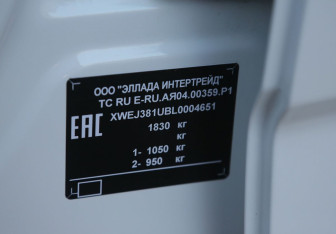 ООО "ЭЛЛАДА ИНТЕРТРЕЙД"
ТС RU E-RU.АЯ04.00359.Р1
XWEJ381UBL0004651
EAC
1830 кг
кг
1- 1050 кг
2- 950 кг